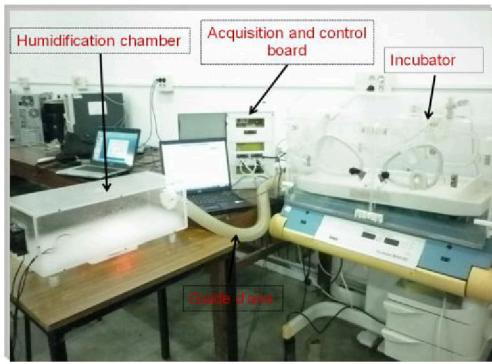 Humidification chamber
Acquisition and control
board
Incubator
Guide d'aire